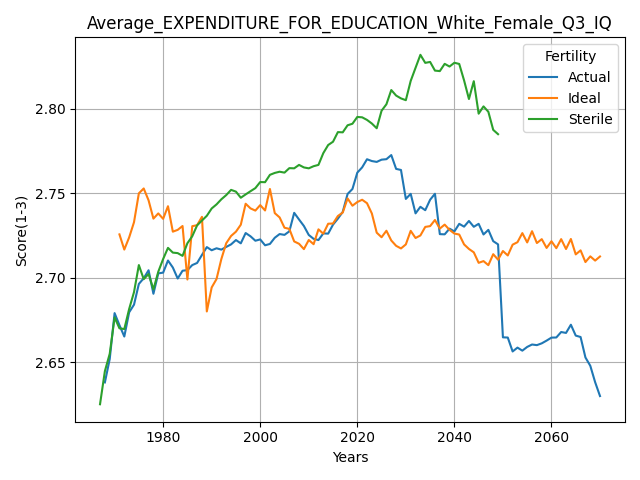 Average_EXPENDITURE_FOR_EDUCATION_White_Female_Q3_IQ
Fertility
Actual
Ideal
Sterile
Score(1-3)
2.80
2.75
2.70
2.65
1980 2000 2020 2040 2060
Years